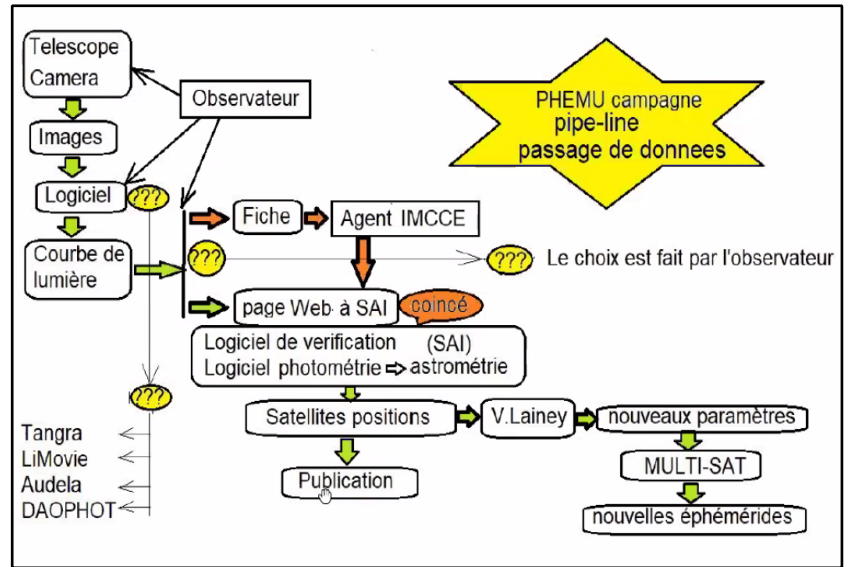 Telescope
Camera
Images
Logiciel
???
Courbe de
lumière
Observateur
PHEMU campagne
pipe-line
passage de donnees
Fiche
Agent IMCCE
???
???
Le choix est fait par l'observateur
page Web à SAI
coincé
Logiciel de verification (SAI)
Logiciel photométrie astrométrie
Satellites positions
V.Lainey
nouveaux paramètres
Publication
MULTI-SAT
nouvelles éphémérides
???
Tangra
LiMovie
Audela
DAOPHOT